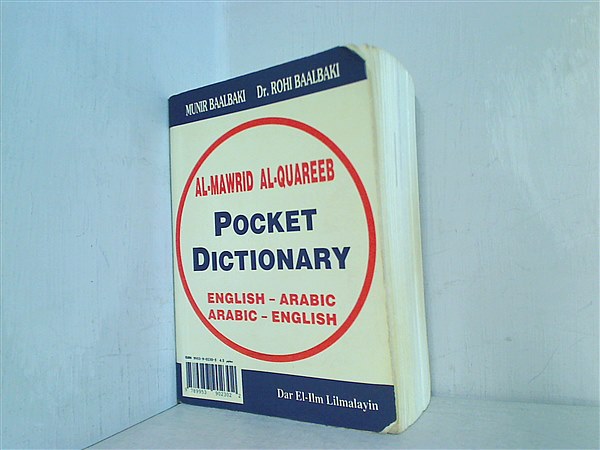 MUNIR BAALBAKI Dr. ROHI BAALBAKI
AL-MAWRID AL-QUAREEB
POCKET
DICTIONARY
ENGLISH – ARABIC
ARABIC – ENGLISH
Dar El-Ilm Lilmalayin